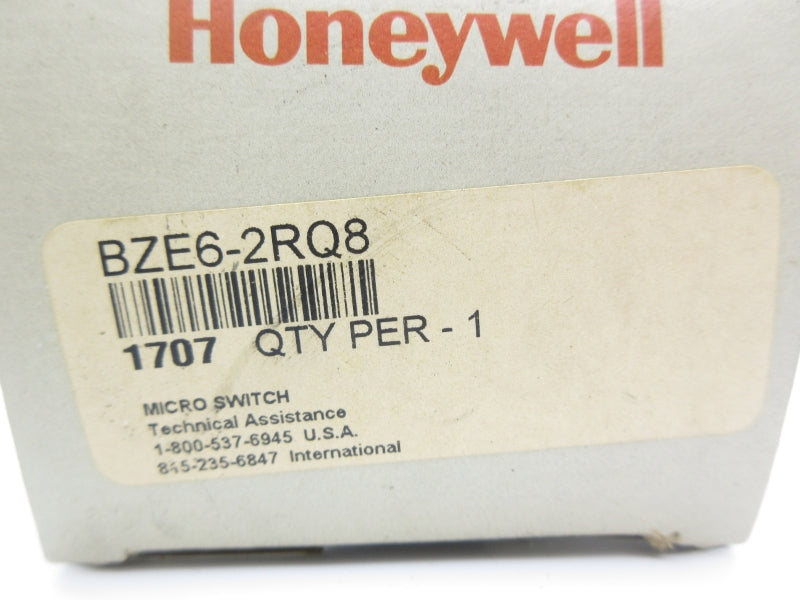 Honeywell
BZE6-2RQ8
1707 QTY PER - 1
MICRO SWITCH
Technical Assistance
1-800-537-6945 U.S.A.
815-235-6847 International